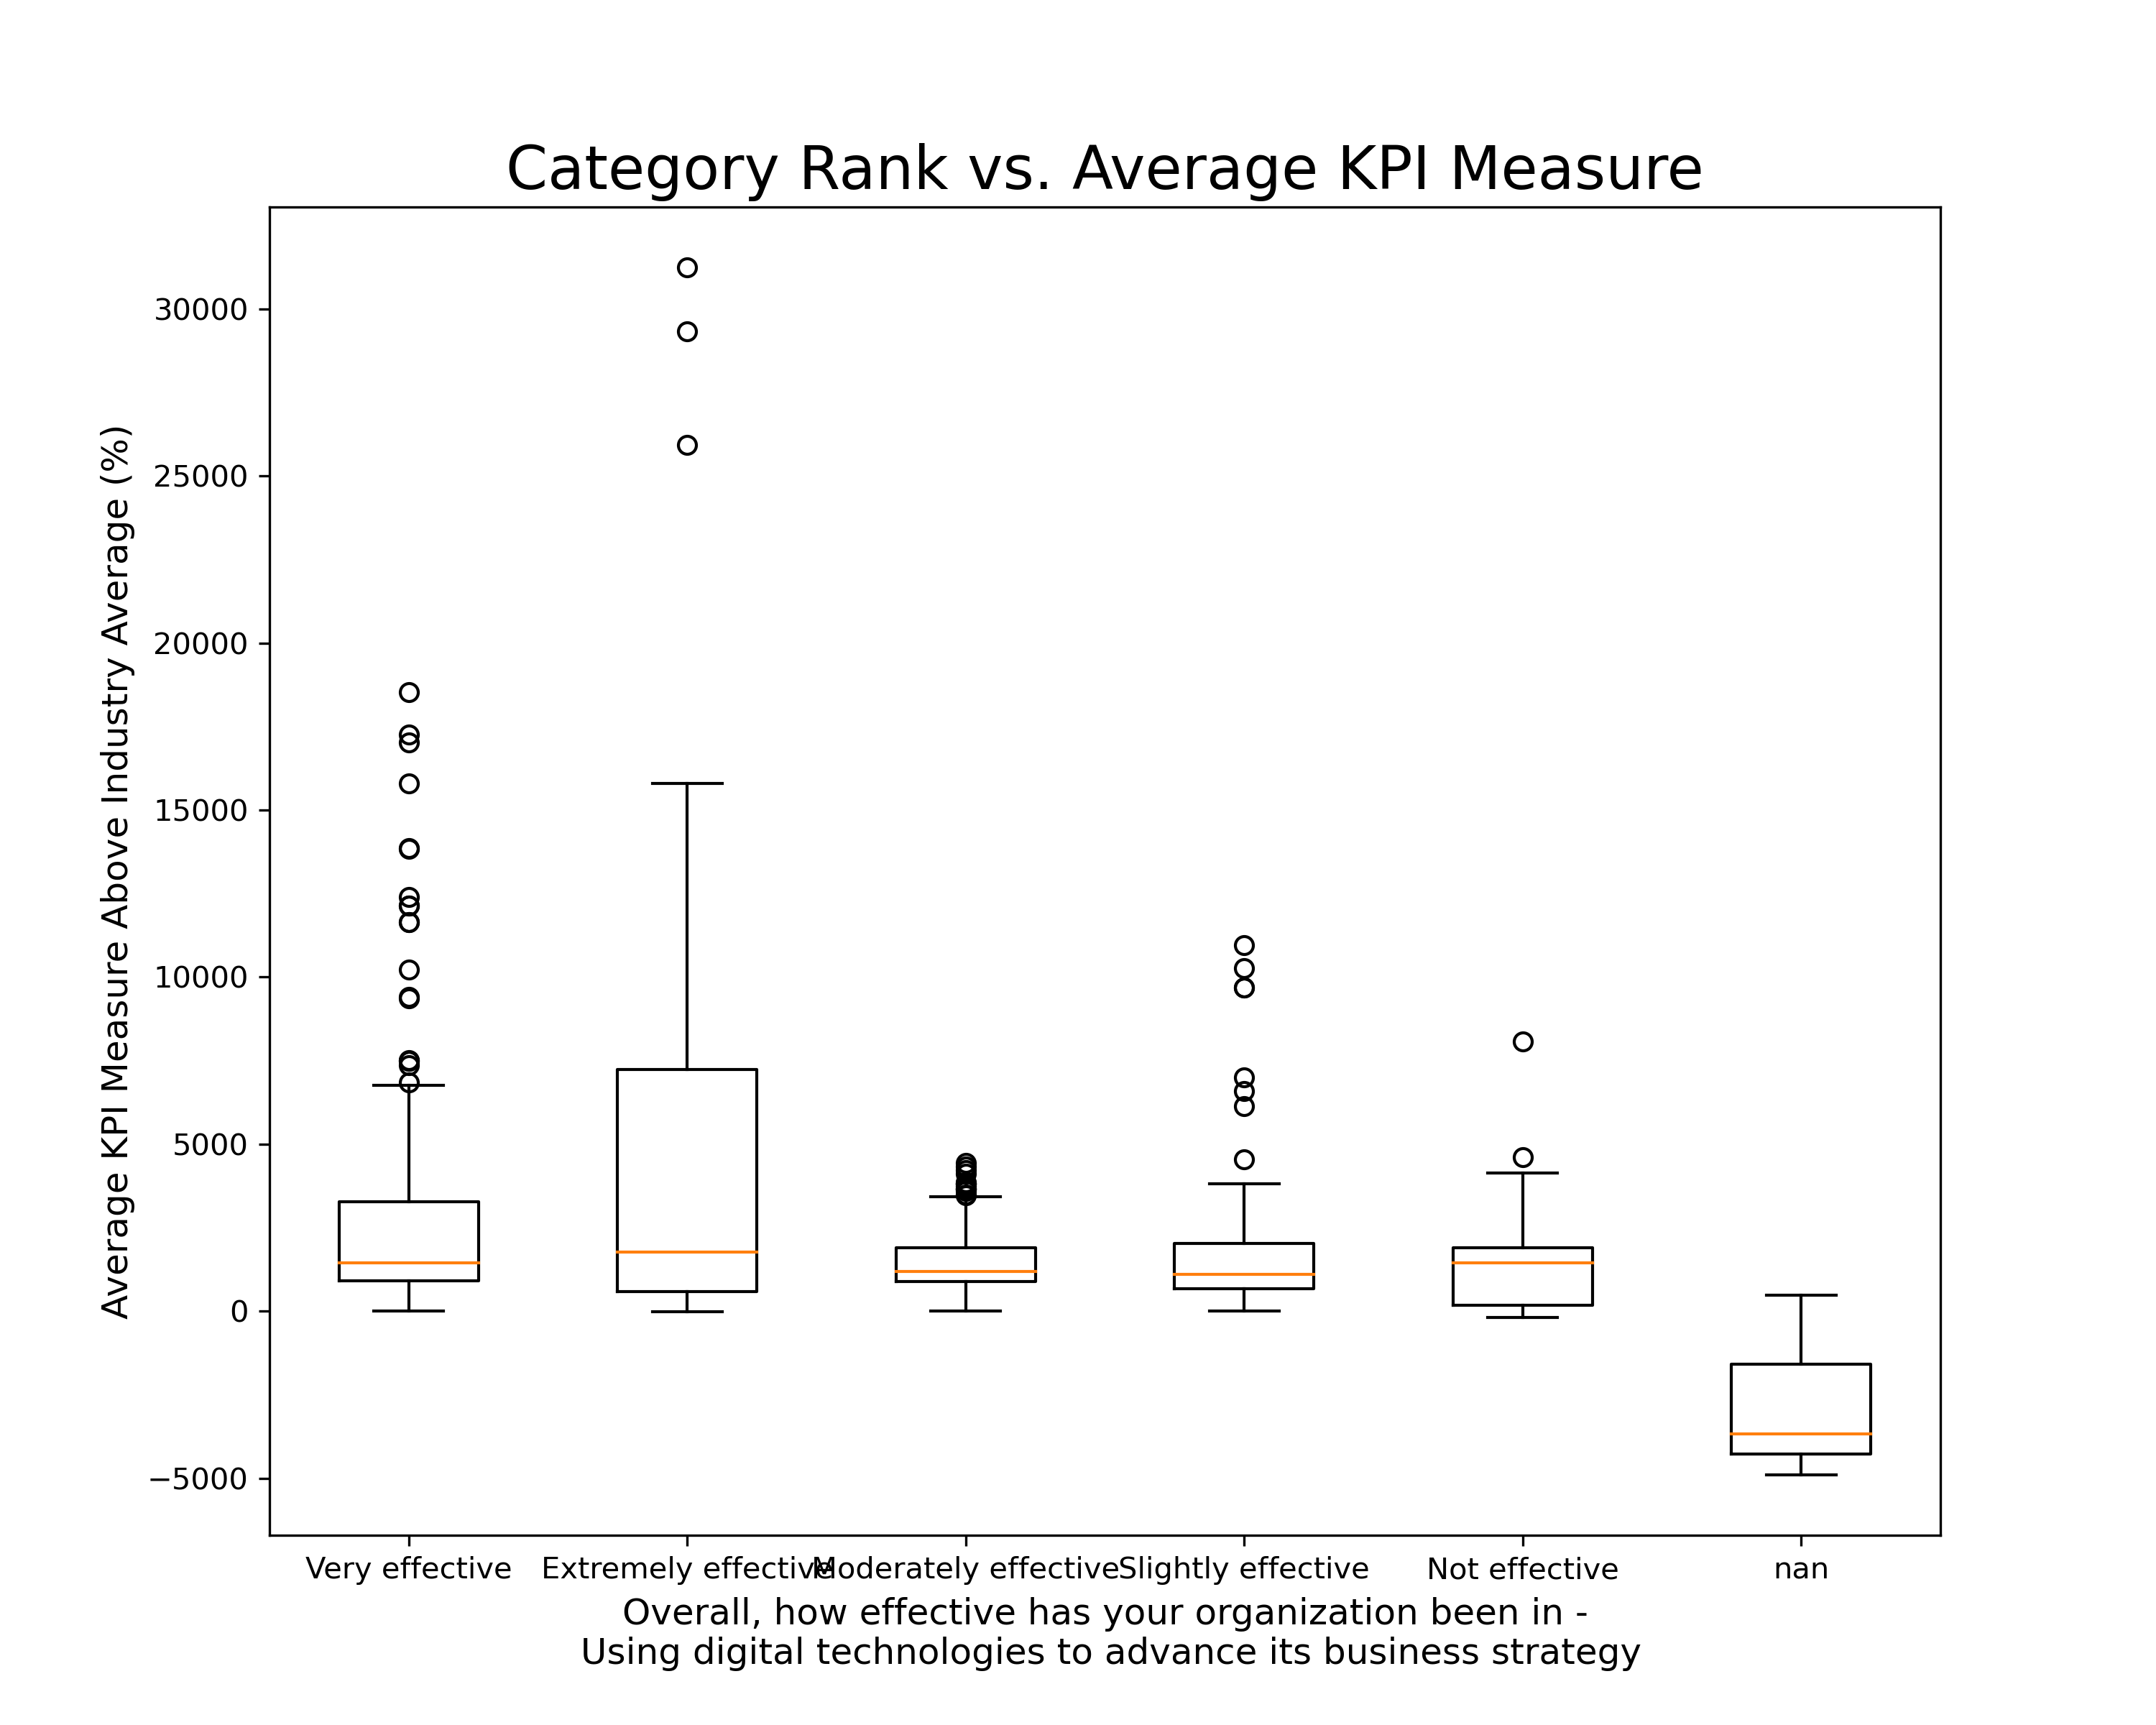 Category Rank vs. Average KPI Measure
Average KPI Measure Above Industry Average (%)
30000
25000
20000
15000
10000
5000
0
−5000
Very effective
Extremely effective
Moderately effective
Slightly effective
Not effective
nan
Overall, how effective has your organization been in -
Using digital technologies to advance its business strategy